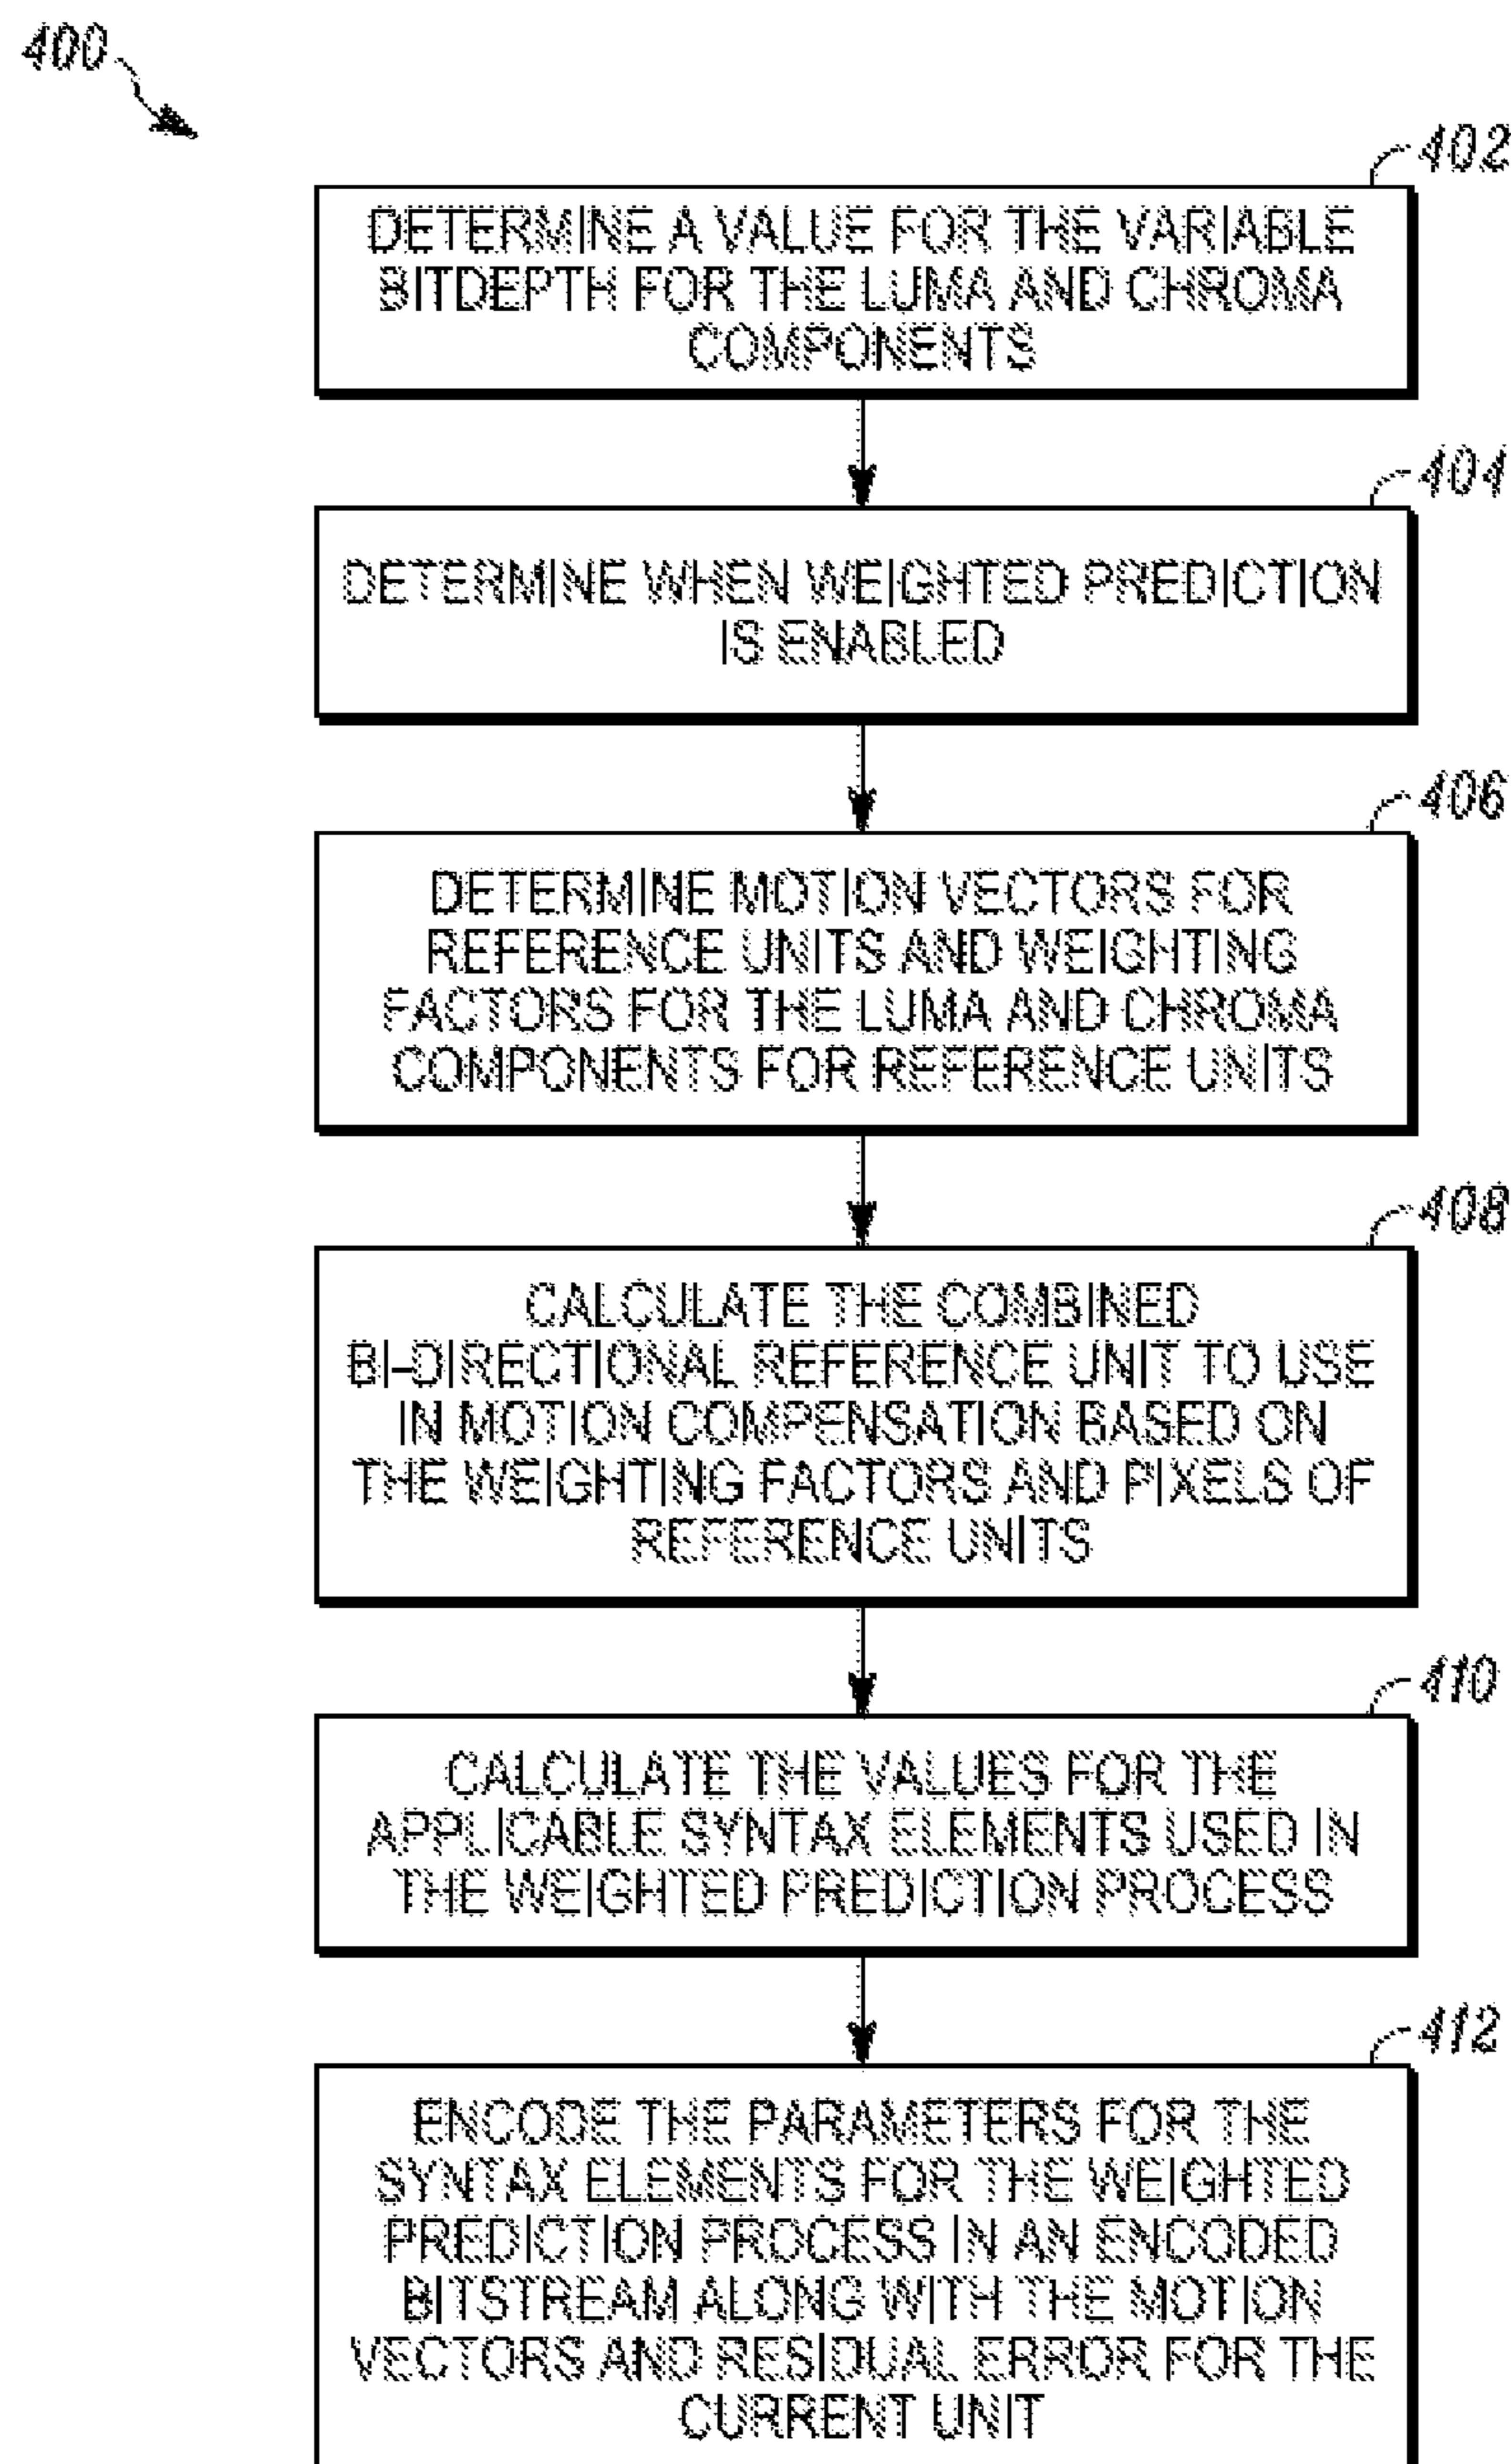 400
402
DETERMINE A VALUE FOR THE VARIABLE
BITDEPTH FOR THE LUMA AND CHROMA
COMPONENTS
404
DETERMINE WHEN WEIGHTED PREDICTION
IS ENABLED
406
DETERMINE MOTION VECTORS FOR
REFERENCE UNITS AND WEIGHTING
FACTORS FOR THE LUMA AND CHROMA
COMPONENTS FOR REFERENCE UNITS
408
CALCULATE THE COMBINED
BI-DIRECTIONAL REFERENCE UNIT TO USE
IN MOTION COMPENSATION BASED ON
THE WEIGHTING FACTORS AND PIXELS OF
REFERENCE UNITS
410
CALCULATE THE VALUES FOR THE
APPLICABLE SYNTAX ELEMENTS USED IN
THE WEIGHTED PREDICTION PROCESS
412
ENCODE THE PARAMETERS FOR THE
SYNTAX ELEMENTS FOR THE WEIGHTED
PREDICTION PROCESS IN AN ENCODED
BITSTREAM ALONG WITH THE MOTION
VECTORS AND RESIDUAL ERROR FOR THE
CURRENT UNIT